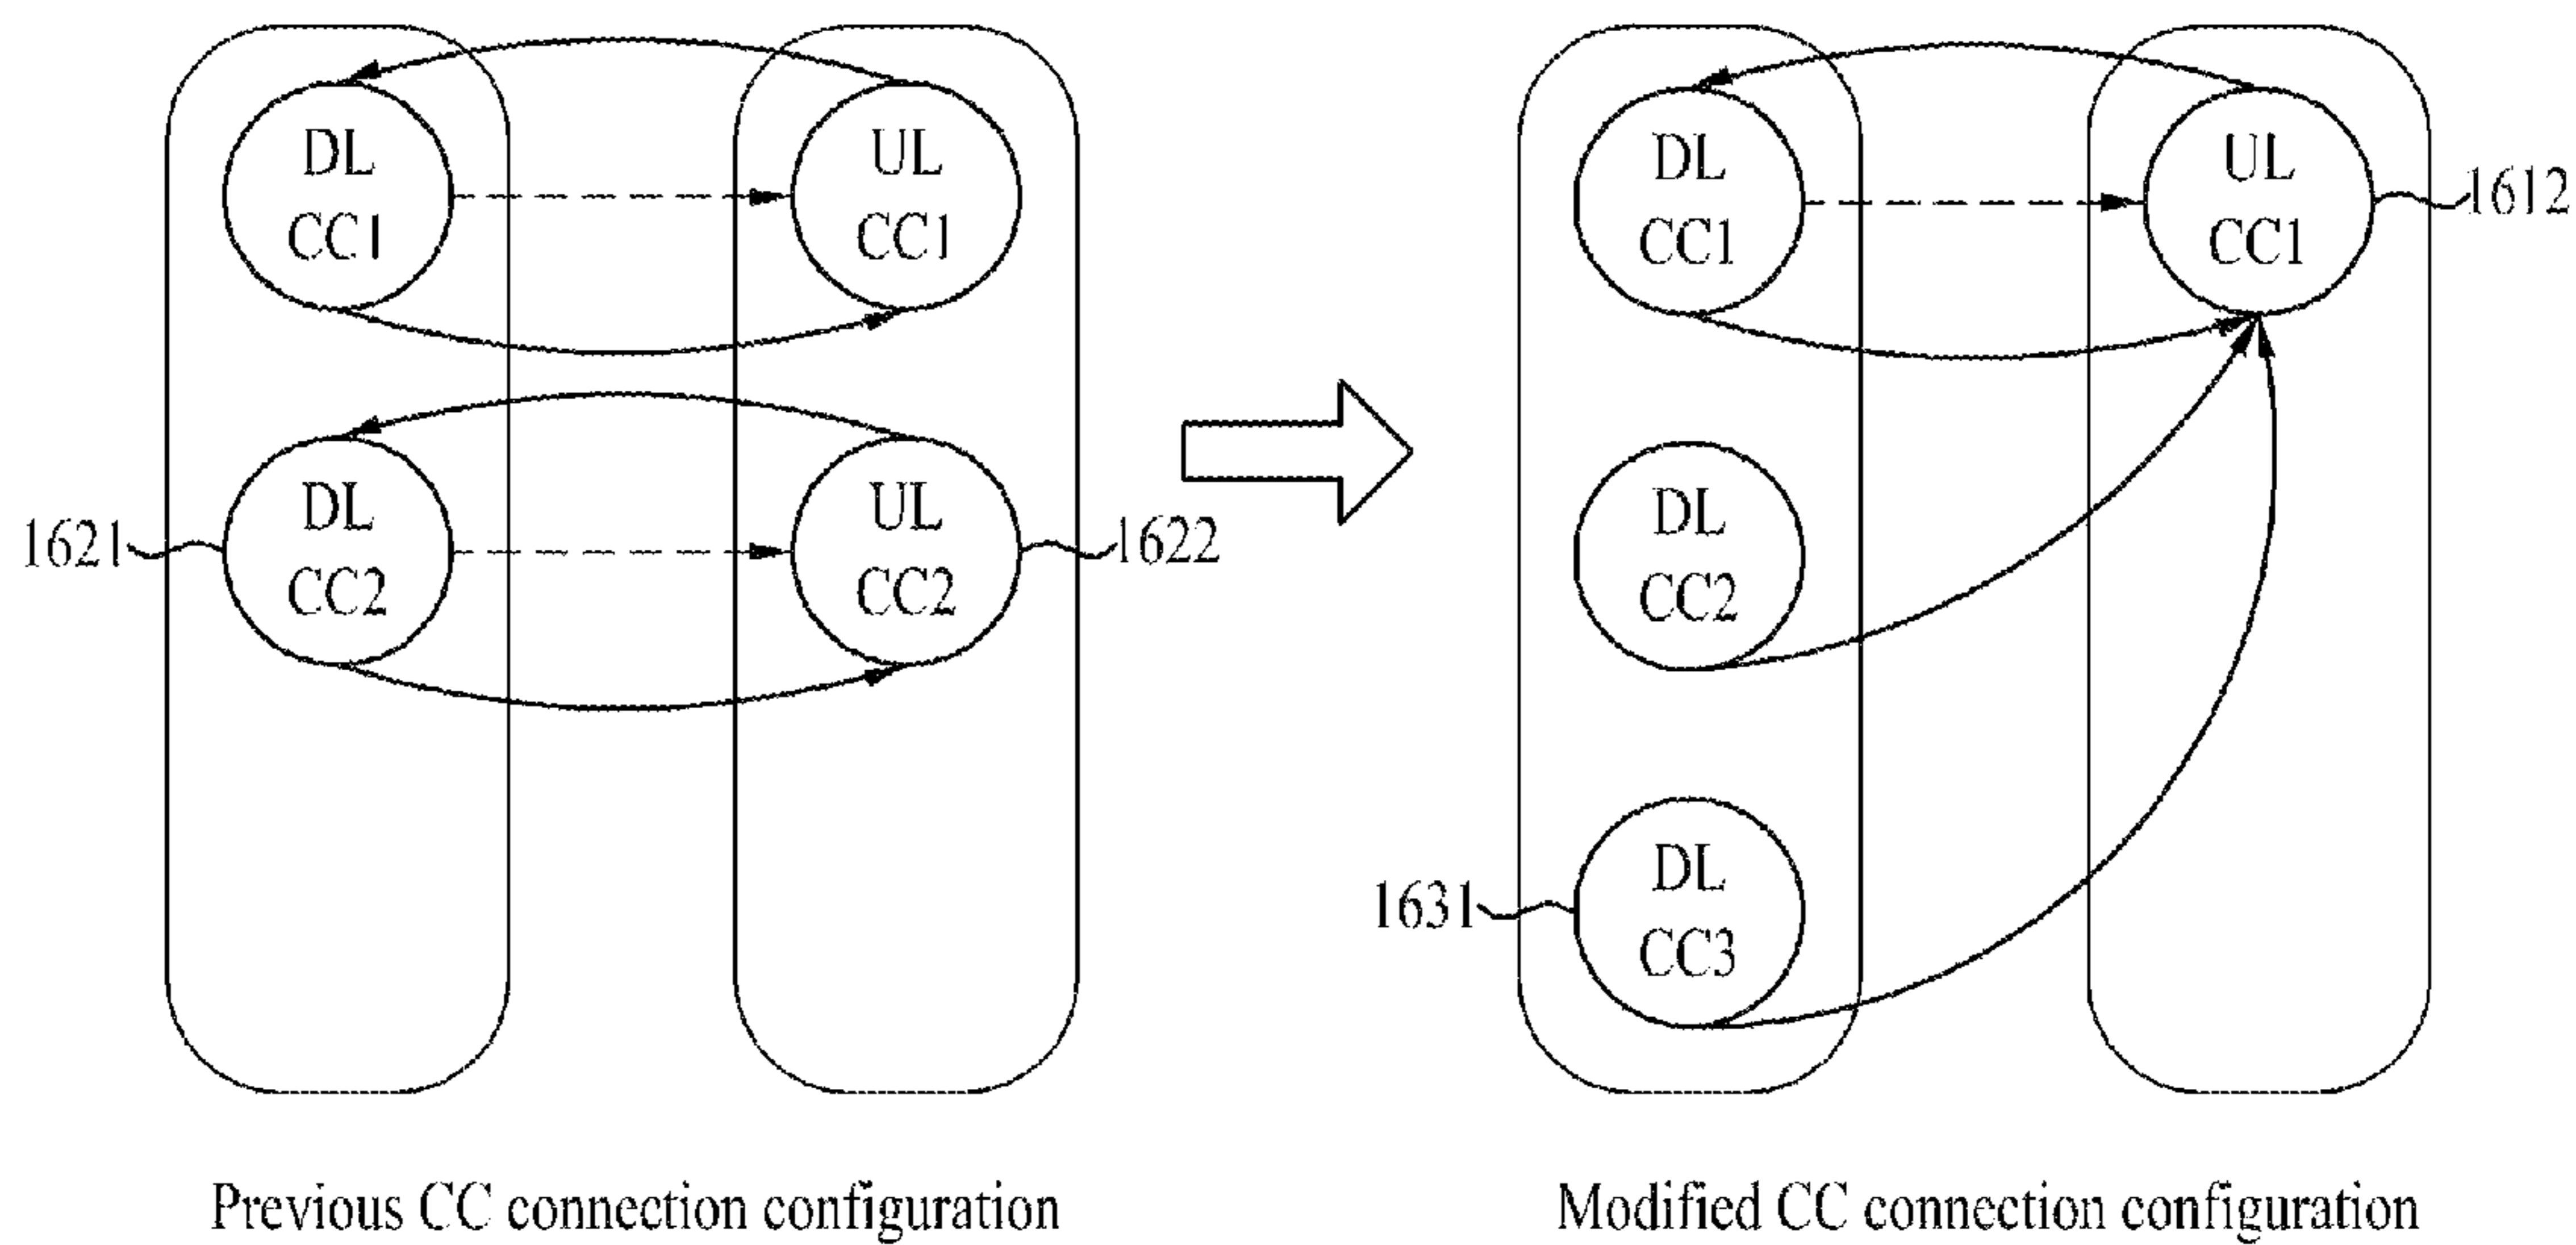 DL
CC1
UL
CC1
DL
CC2
UL
CC2
1621
1622
Previous CC connection configuration
DL
CC1
UL
CC1
1612
DL
CC2
DL
CC3
1631
Modified CC connection configuration